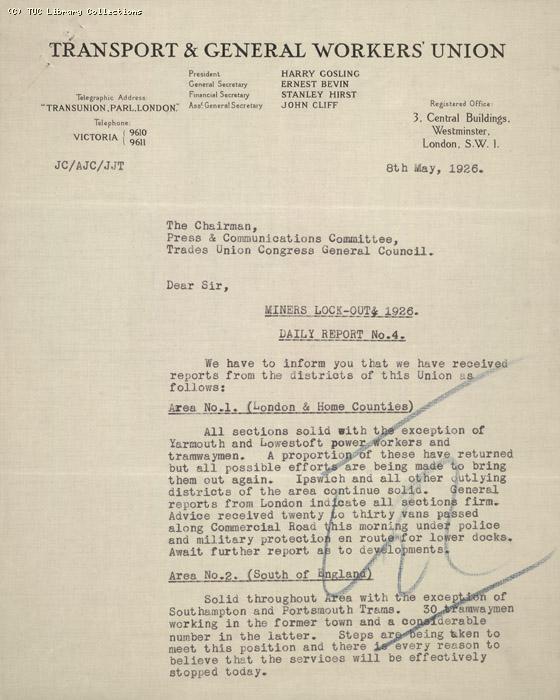 (C) TUC Library Collections
TRANSPORT & GENERAL WORKERS' UNION
President HARRY GOSLING
General Secretary ERNEST BEVIN
Financial Secretary STANLEY HIRST
Asst General Secretary JOHN CLIFF
Telegraphic Address:
"TRANSUNION, PARL, LONDON."
Telephone:
VICTORIA { 9610
9611
Registered Office:
3, Central Buildings,
Westminster,
London, S.W. 1.
JC/AJC/JJT
8th May, 1926.
The Chairman,
Press & Communications Committee,
Trades Union Congress General Council.
Dear Sir,
MINERS LOCK-OUT& 1926.
DAILY REPORT No.4.
We have to inform you that we have received
reports from the districts of this Union as
follows:
Area No.1. (London & Home Counties)
All sections solid with the exception of
Yarmouth and Lowestoft power workers and
tramwaymen. A proportion of these have returned
but all possible efforts are being made to bring
them out again. Ipswich and all other outlying
districts of the area continue solid. General
reports from London indicate all sections firm.
Advice received twenty to thirty vans passed
along Commercial Road this morning under police
and military protection en route for lower docks.
Await further report as to developments.
Area No.2. (South of England)
Solid throughout Area with the exception of
Southampton and Portsmouth Trams. 30 tramwaymen
working in the former town and a considerable
number in the latter. Steps are being taken to
meet this position and there is every reason to
believe that the services will be effectively
stopped today.